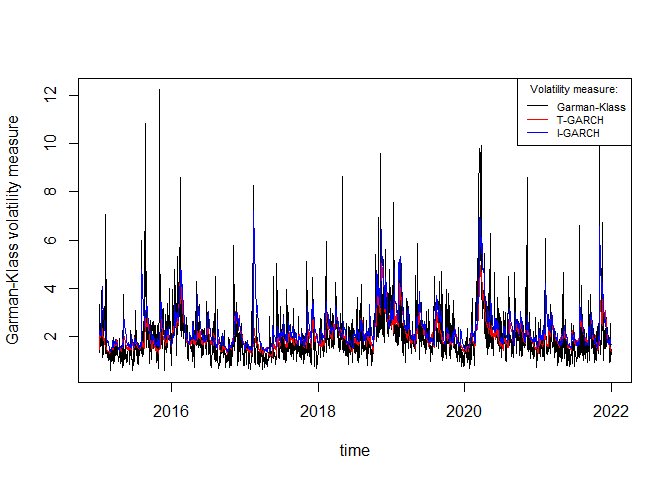 Garman-Klass volatility measure
12
10
8
6
4
2
Volatility measure:
Garman-Klass
T-GARCH
I-GARCH
2016
2018
2020
2022
time